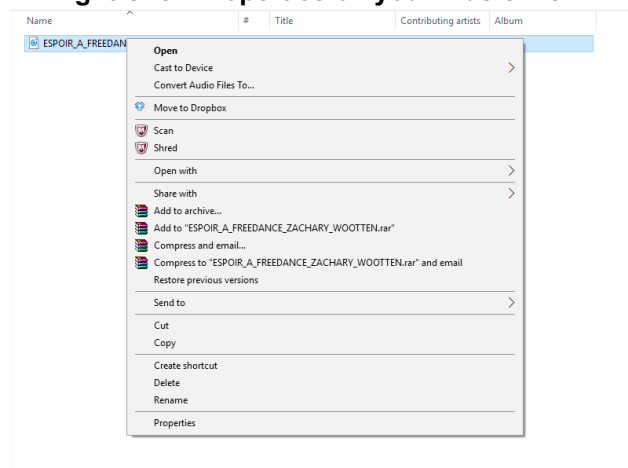 Name # Title Contributing artists Album
ESPOIR_A_FREEDAN
Open
Cast to Device
Convert Audio Files To...
Move to Dropbox
Scan
Shred
Open with
Share with
Add to archive...
Add to "ESPOIR_A_FREEDANCE_ZACHARY_WOOTTEN.rar"
Compress and email...
Compress to "ESPOIR_A_FREEDANCE_ZACHARY_WOOTTEN.rar" and email
Restore previous versions
Send to
Cut
Copy
Create shortcut
Delete
Rename
Properties